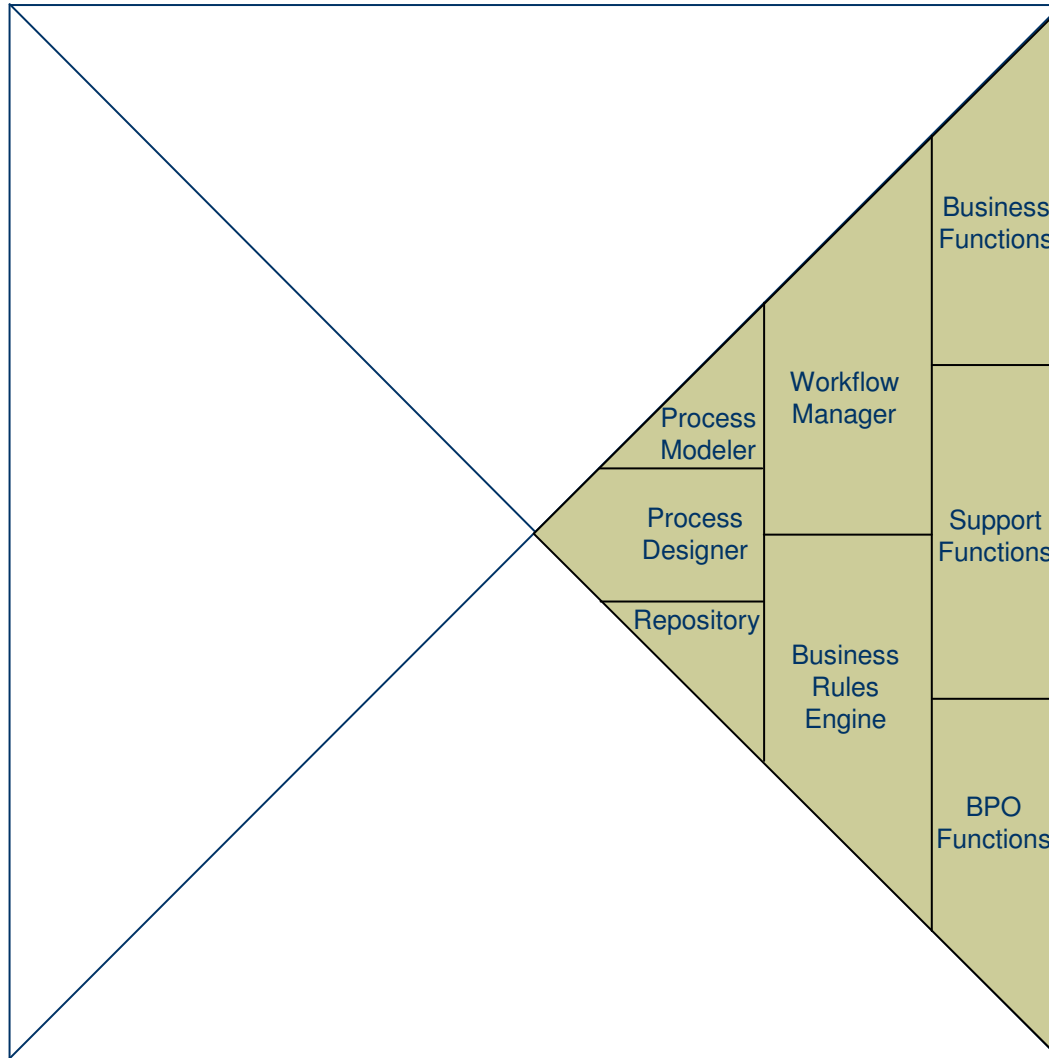 Process
Modeler
Process
Designer
Repository
Workflow
Manager
Business
Rules
Engine
Business
Functions
Support
Functions
BPO
Functions